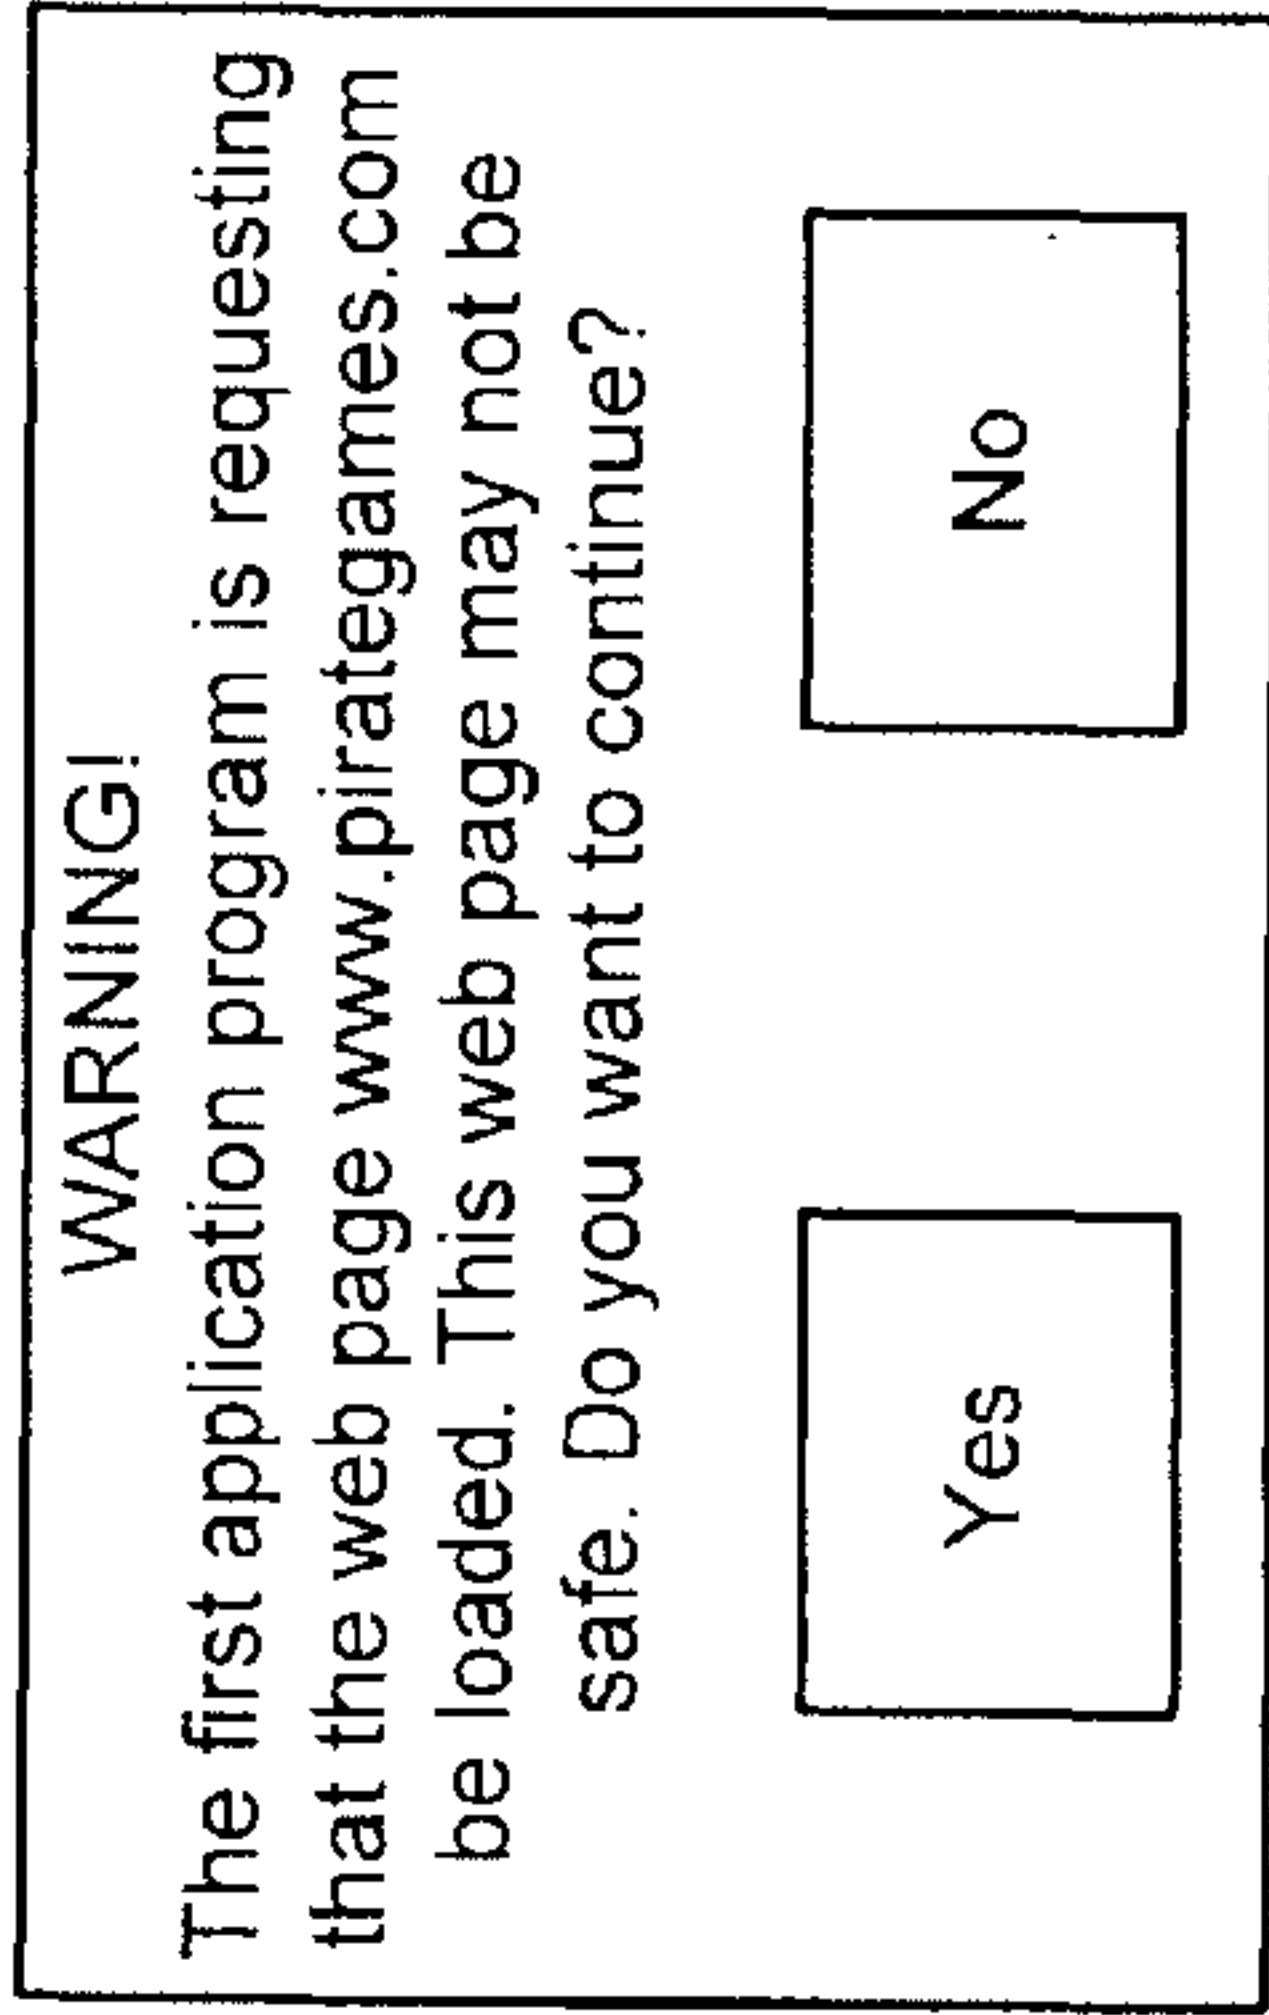 WARNING!
The first application program is requesting
that the web page www.pirategames.com
be loaded. This web page may not be
safe. Do you want to continue?
Yes
No